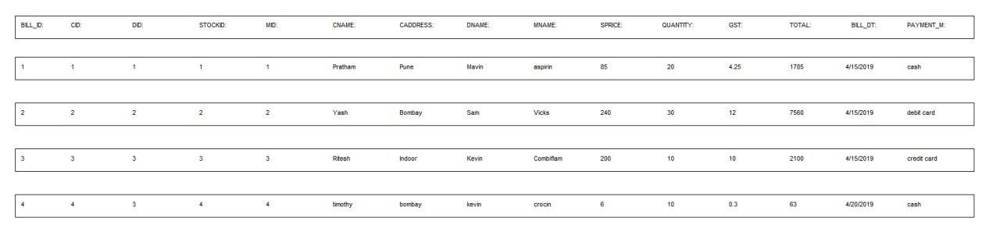 BILL_ID: CID: DID: STOCKID: MID: CNAME: CADDRESS: DNAME: MNAME: SPRICE: QUANTITY: GST: TOTAL: BILL_DT: PAYMENT_M:
1 1 1 1 1 Pratham Pune Mavin aspirin 85 20 4.25 1785 4/15/2019 cash
2 2 2 2 2 Yash Bombay Sam Vicks 240 30 12 7560 4/15/2019 debit card
3 3 3 3 3 Ritesh Indoor Kevin Combiflam 200 10 10 2100 4/15/2019 credit card
4 4 3 4 4 timothy bombay kevin crocin 6 10 0.3 63 4/20/2019 cash